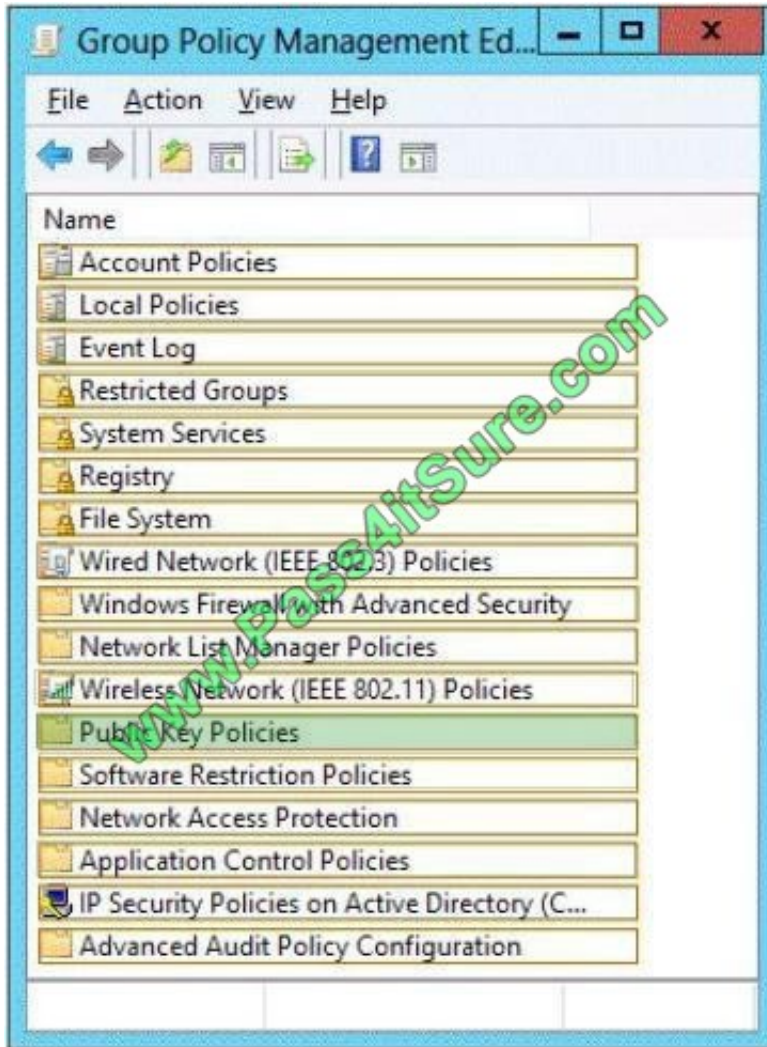 Group Policy Management Ed...
File Action View Help
Name
Account Policies
Local Policies
Event Log
Restricted Groups
System Services
Registry
File System
Wired Network (IEEE 802.3) Policies
Windows Firewall with Advanced Security
Network List Manager Policies
Wireless Network (IEEE 802.11) Policies
Public Key Policies
Software Restriction Policies
Network Access Protection
Application Control Policies
IP Security Policies on Active Directory (C...
Advanced Audit Policy Configuration
www.Pass4itSure.com